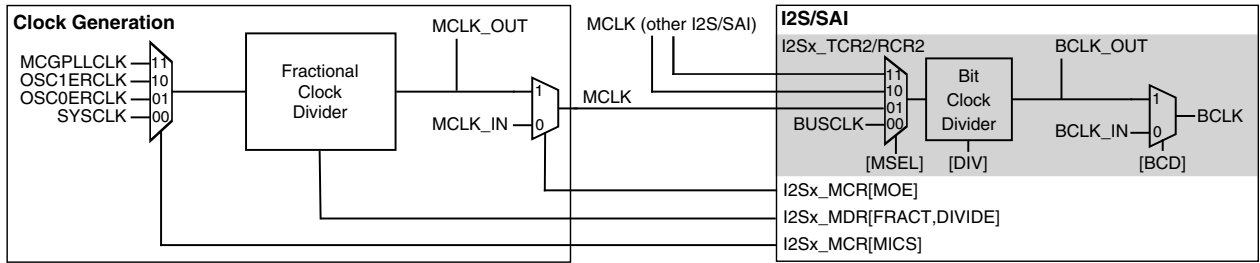 Clock Generation
MCGPLLCLK
OSC1ERCLK
OSC0ERCLK
SYSCLK
11
10
01
00
Fractional
Clock
Divider
MCLK_OUT
MCLK_IN
1
0
MCLK
MCLK (other I2S/SAI)
I2S/SAI
I2Sx_TCR2/RCR2
11
10
01
00
BUSCLK
[MSEL]
Bit
Clock
Divider
[DIV]
BCLK_OUT
BCLK_IN
1
0
BCLK
[BCD]
I2Sx_MCR[MOE]
I2Sx_MDR[FRACT,DIVIDE]
I2Sx_MCR[MICS]